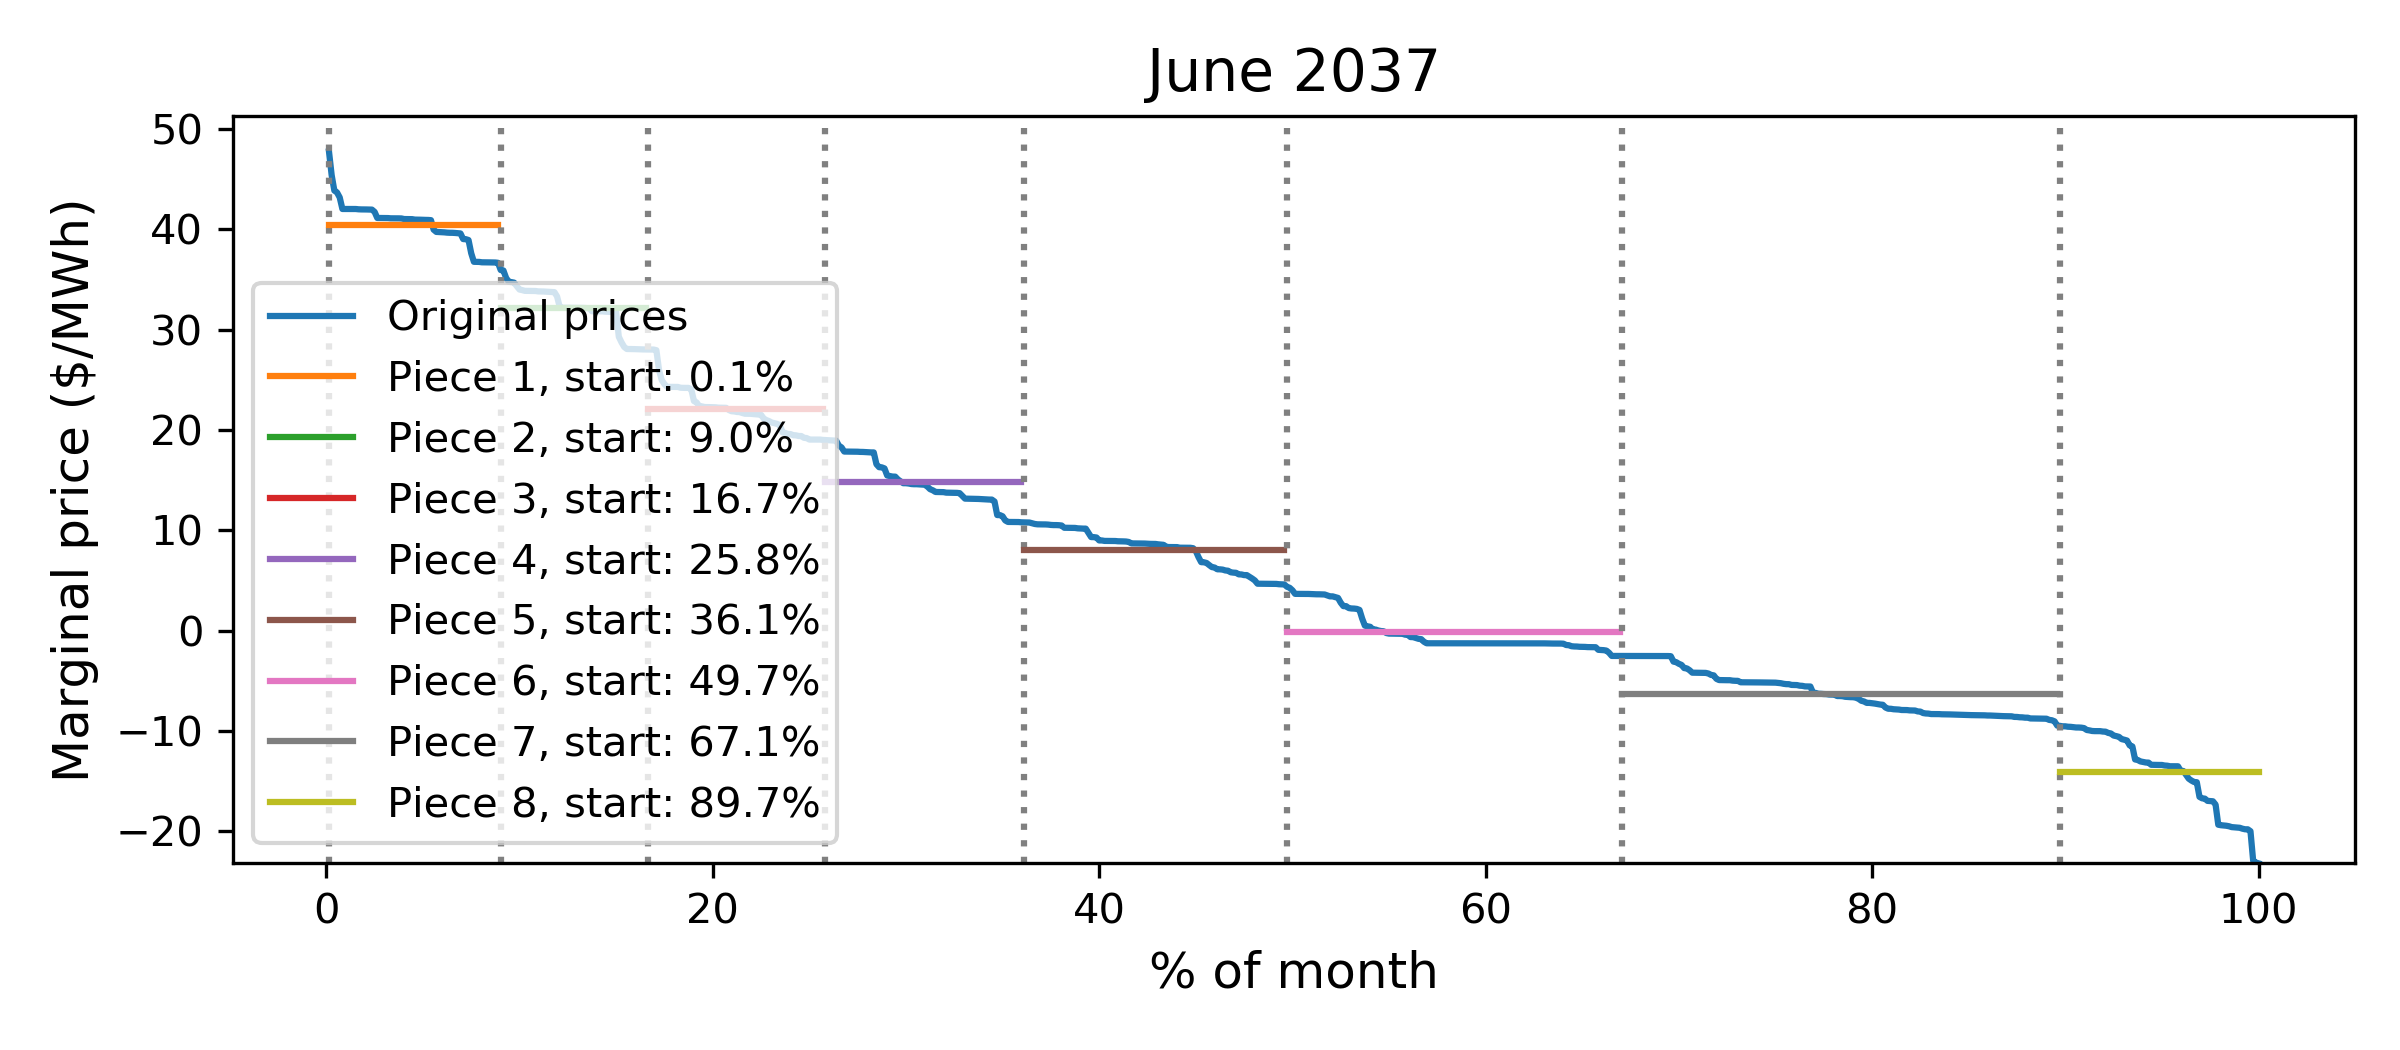 June 2037
Marginal price ($/MWh)
50
40
30
20
10
0
−10
−20
Original prices
Piece 1, start: 0.1%
Piece 2, start: 9.0%
Piece 3, start: 16.7%
Piece 4, start: 25.8%
Piece 5, start: 36.1%
Piece 6, start: 49.7%
Piece 7, start: 67.1%
Piece 8, start: 89.7%
0 20 40 60 80 100
% of month